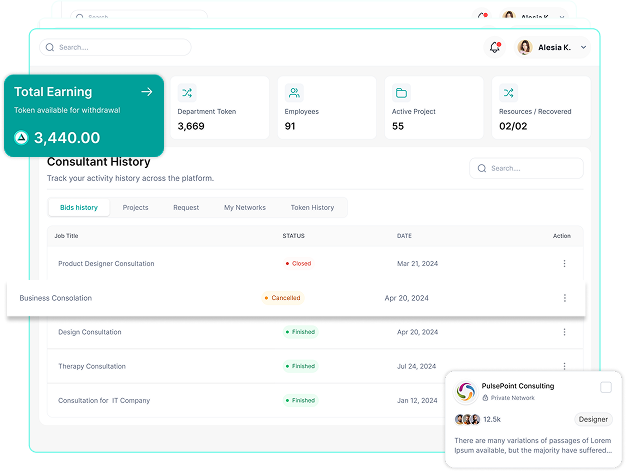 Search
Alesia K.
Search....
Alesia K.
Total Earning
Token available for withdrawal
3,440.00
Department Token
3,669
Employees
91
Active Project
55
Resources / Recovered
02/02
Consultant History
Track your activity history across the platform.
Search....
Bids history Projects Request My Networks Token History
Job Title STATUS DATE Action
Product Designer Consultation Closed Mar 21, 2024
Business Consolation Cancelled Apr 20, 2024
Design Consultation Finished Apr 20, 2024
Therapy Consultation Finished Jul 24, 2024
Consultation for IT Company Finished Jan 12, 2024
PulsePoint Consulting
Private Network
12.5k Designer
There are many variations of passages of Lorem
Ipsum available, but the majority have suffered...